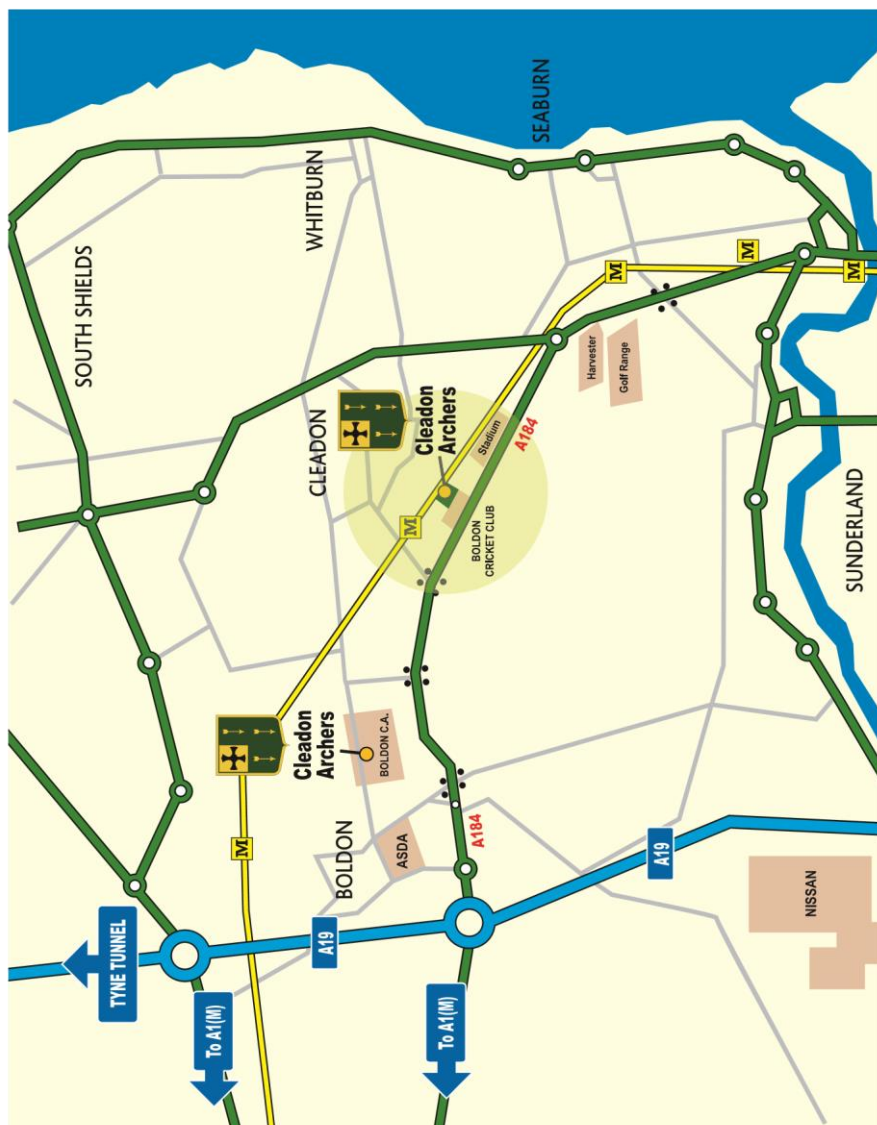 TYNE TUNNEL
To A1(M)
To A1(M)
A19
A19
A184
A184
BOLDON
ASDA
BOLDON C.A.
Cleadon
Archers
M
M
CLEADON
Cleadon
Archers
Stadium
BOLDON
CRICKET CLUB
SOUTH SHIELDS
WHITBURN
SEABURN
M
M
M
Harvester
Golf Range
SUNDERLAND
NISSAN